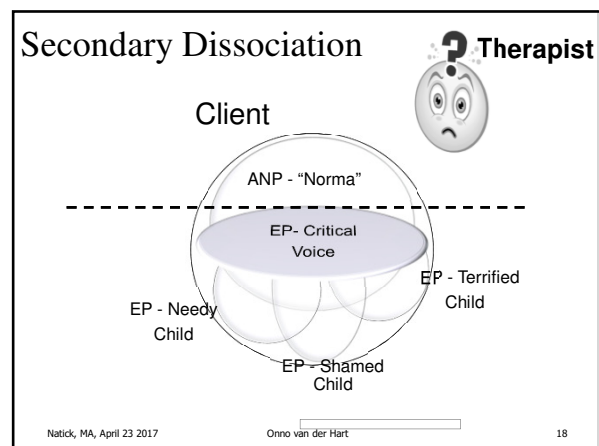 Secondary Dissociation
?
Therapist
Client
ANP - “Norma”
EP- Critical
Voice
EP - Terrified
Child
EP - Needy
Child
EP - Shamed
Child
Natick, MA, April 23 2017
Onno van der Hart
18